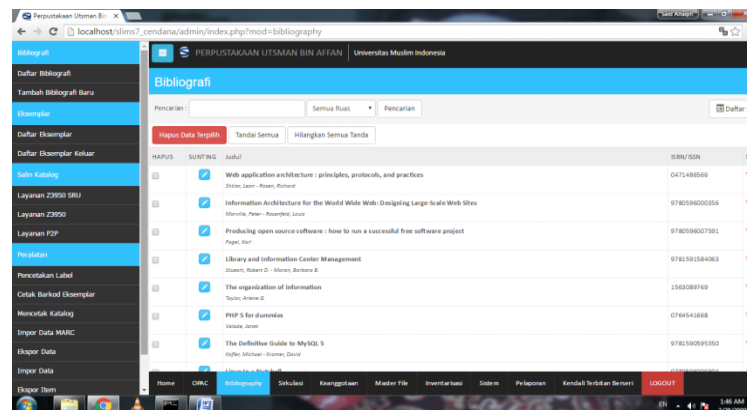 Perpustakaan Utsman Bin
Said Allaqin
localhost/slims7_cendana/admin/index.php?mod=bibliography
Bibliografi
Daftar Bibliografi
Tambah Bibliografi Baru
Eksemplar
Daftar Eksemplar
Daftar Eksemplar Keluar
Salin Katalog
Layanan Z3950 SRU
Layanan Z3950
Layanan P2P
Peralatan
Pencetakan Label
Cetak Barkod Eksemplar
Mencetak Katalog
Impor Data MARC
Ekspor Data
Impor Data
Ekspor Item
PERPUSTAKAAN UTSMAN BIN AFFAN Universitas Muslim Indonesia
Bibliografi
Pencarian : Semua Ruas Pencarian Daftar
Hapus Data Terpilih Tandai Semua Hilangkan Semua Tanda
HAPUS SUNTING Judul ISBN/ISSN
Web application architecture : principles, protocols, and practices 0471486566
Shklar, Leon - Rosen, Richard
Information Architecture for the World Wide Web: Designing Large-Scale Web Sites 9780596000356
Morville, Peter - Rosenfeld, Louis
Producing open source software : how to run a successful free software project 9780596007591
Fogel, Karl
Library and Information Center Management 9781591584063
Stueart, Robert D. - Moran, Barbara B.
The organization of information 1563089769
Taylor, Arlene G.
PHP 5 for dummies 0764541668
Valade, Janet
The Definitive Guide to MySQL 5 9781590595350
Kofler, Michael - Kramer, David
Home OPAC Bibliography Sirkulasi Keanggotaan Master File Inventarisasi Sistem Pelaporan Kendali Terbitan Berseri LOGOUT
EN 1:46 AM